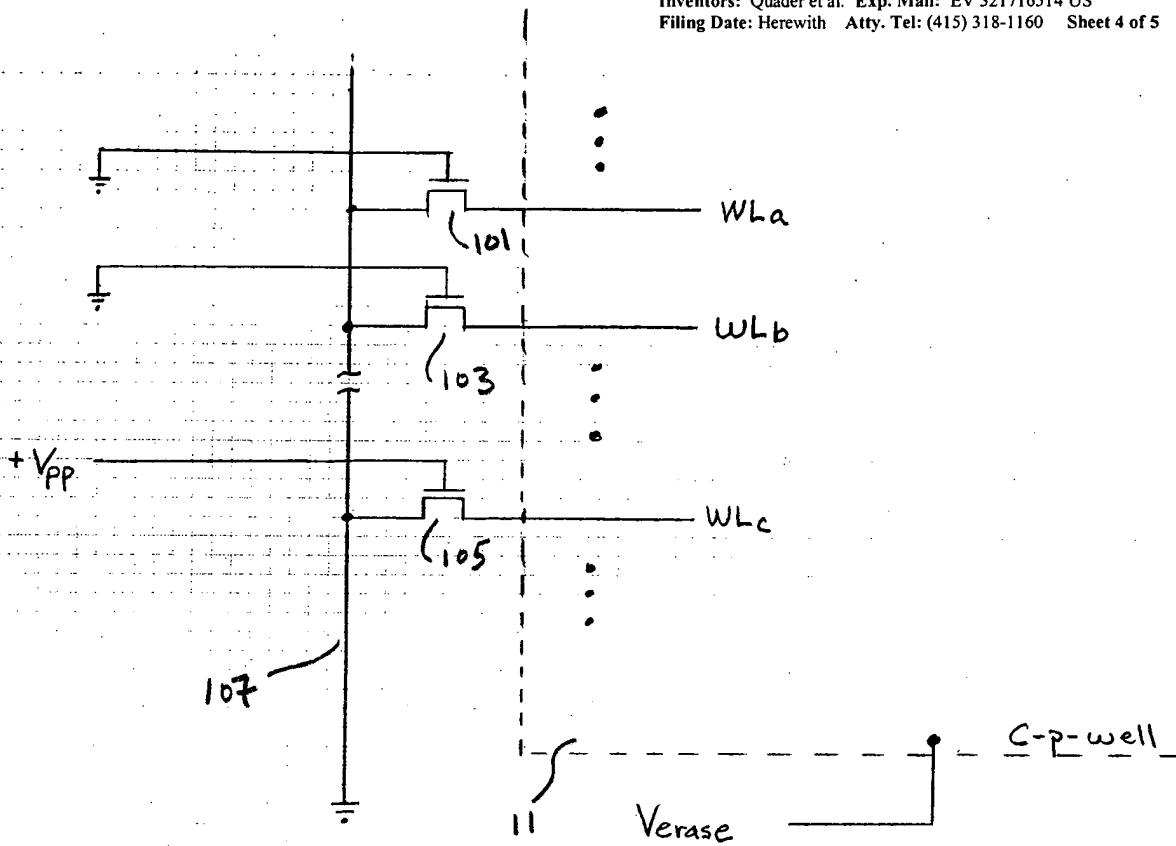 Inventors: Quader et al. Exp. Mail: EV 321716514 US
Filing Date: Herewith Atty. Tel: (415) 318-1160 Sheet 4 of 5
WLa
101
WLb
103
+ Vpp
WLc
105
107
C-p-well
11
Verase